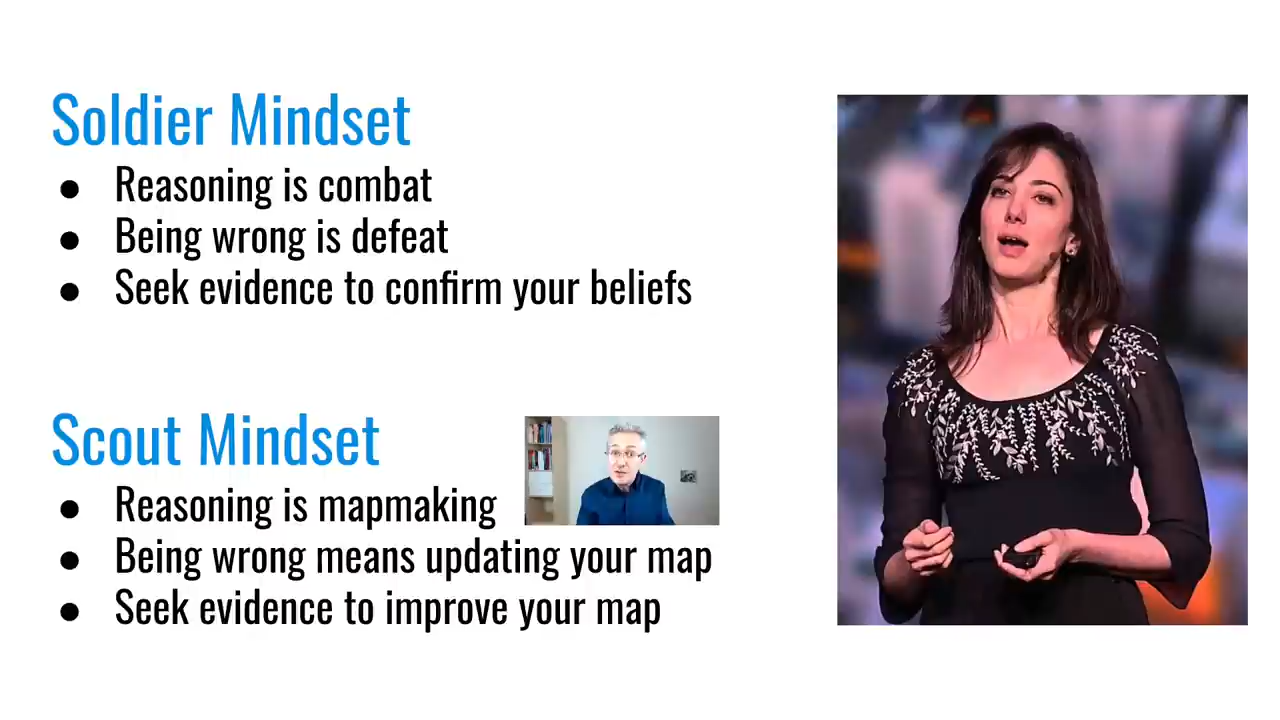 Soldier Mindset
● Reasoning is combat
● Being wrong is defeat
● Seek evidence to confirm your beliefs
Scout Mindset
● Reasoning is mapmaking
● Being wrong means updating your map
● Seek evidence to improve your map